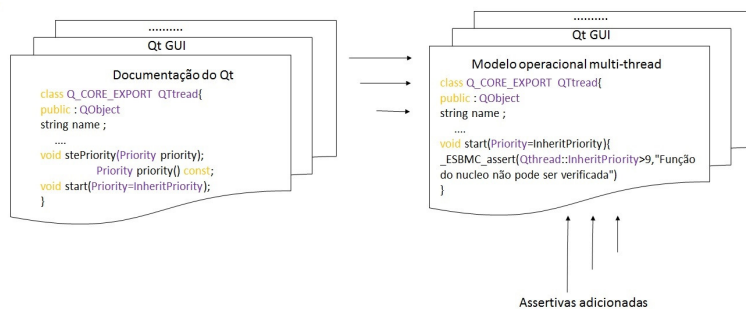 ..........
Qt GUI
Documentação do Qt
class Q_CORE_EXPORT QTtread{
public : QObject
string name ;
....
void stePriority(Priority priority);
Priority priority() const;
void start(Priority=InheritPriority);
}
..........
Qt GUI
Modelo operacional multi-thread
class Q_CORE_EXPORT QTtread{
public : QObject
string name ;
....
void start(Priority=InheritPriority){
_ESBMC_assert(Qthread::InheritPriority>9,"Função
do nucleo não pode ser verificada")
}
Assertivas adicionadas